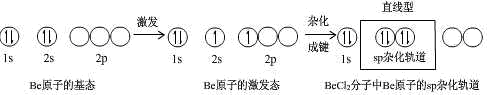 直线型
激发
杂化
成键
1s 2s 2p
1s 2s 2p
1s sp杂化轨道
Be原子的基态
Be原子的激发态
BeCl₂分子中Be原子的sp杂化轨道